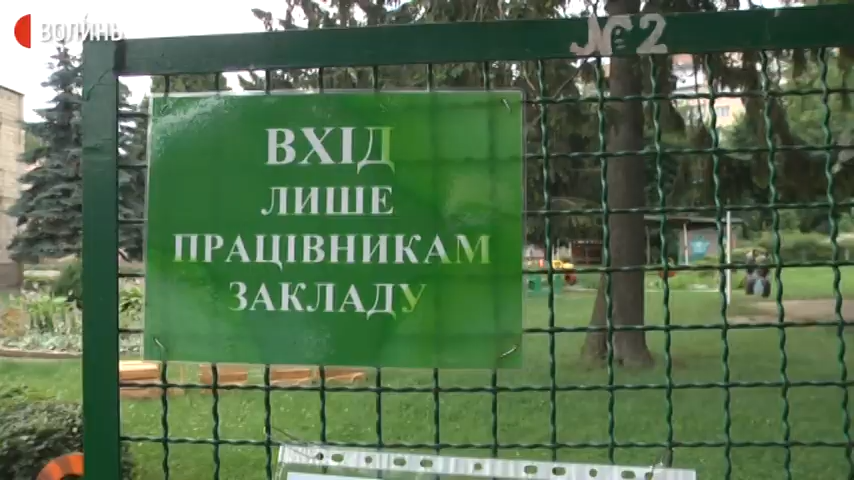 ВОЛИНЬ
№2
ВХІД
ЛИШЕ
ПРАЦІВНИКАМ
ЗАКЛАДУ